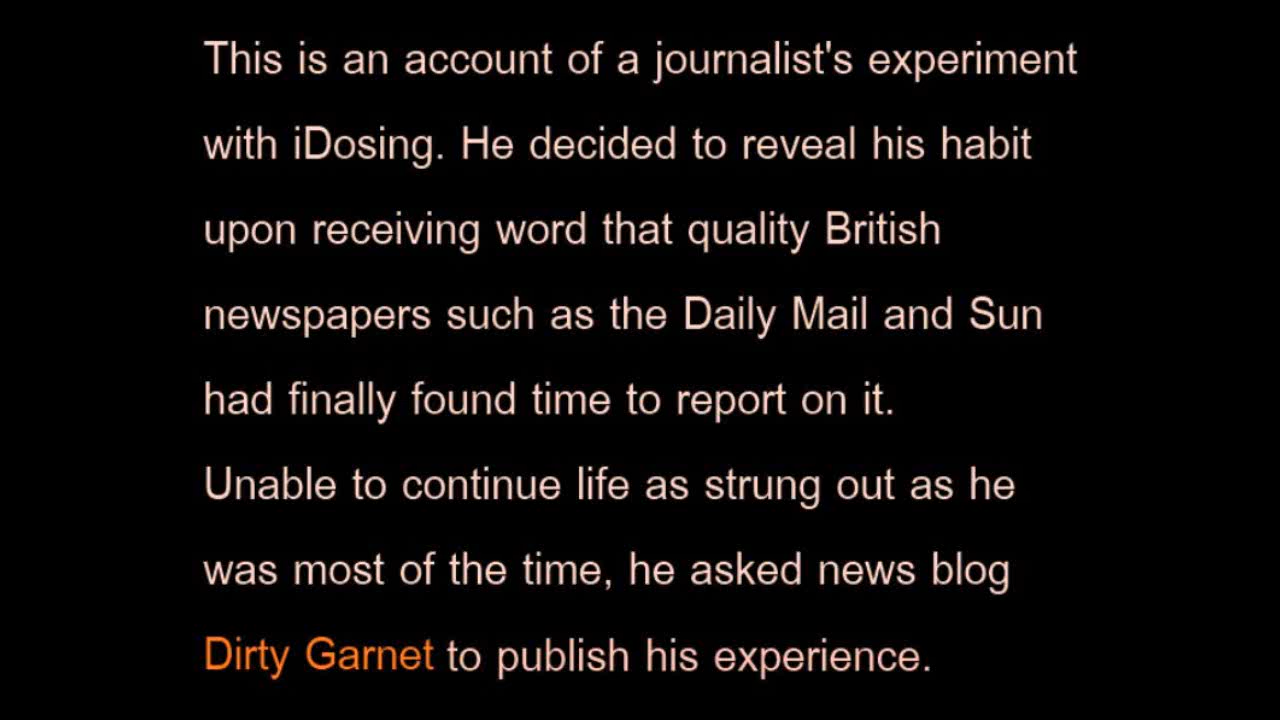 This is an account of a journalist's experiment
with iDosing. He decided to reveal his habit
upon receiving word that quality British
newspapers such as the Daily Mail and Sun
had finally found time to report on it.
Unable to continue life as strung out as he
was most of the time, he asked news blog
Dirty Garnet to publish his experience.